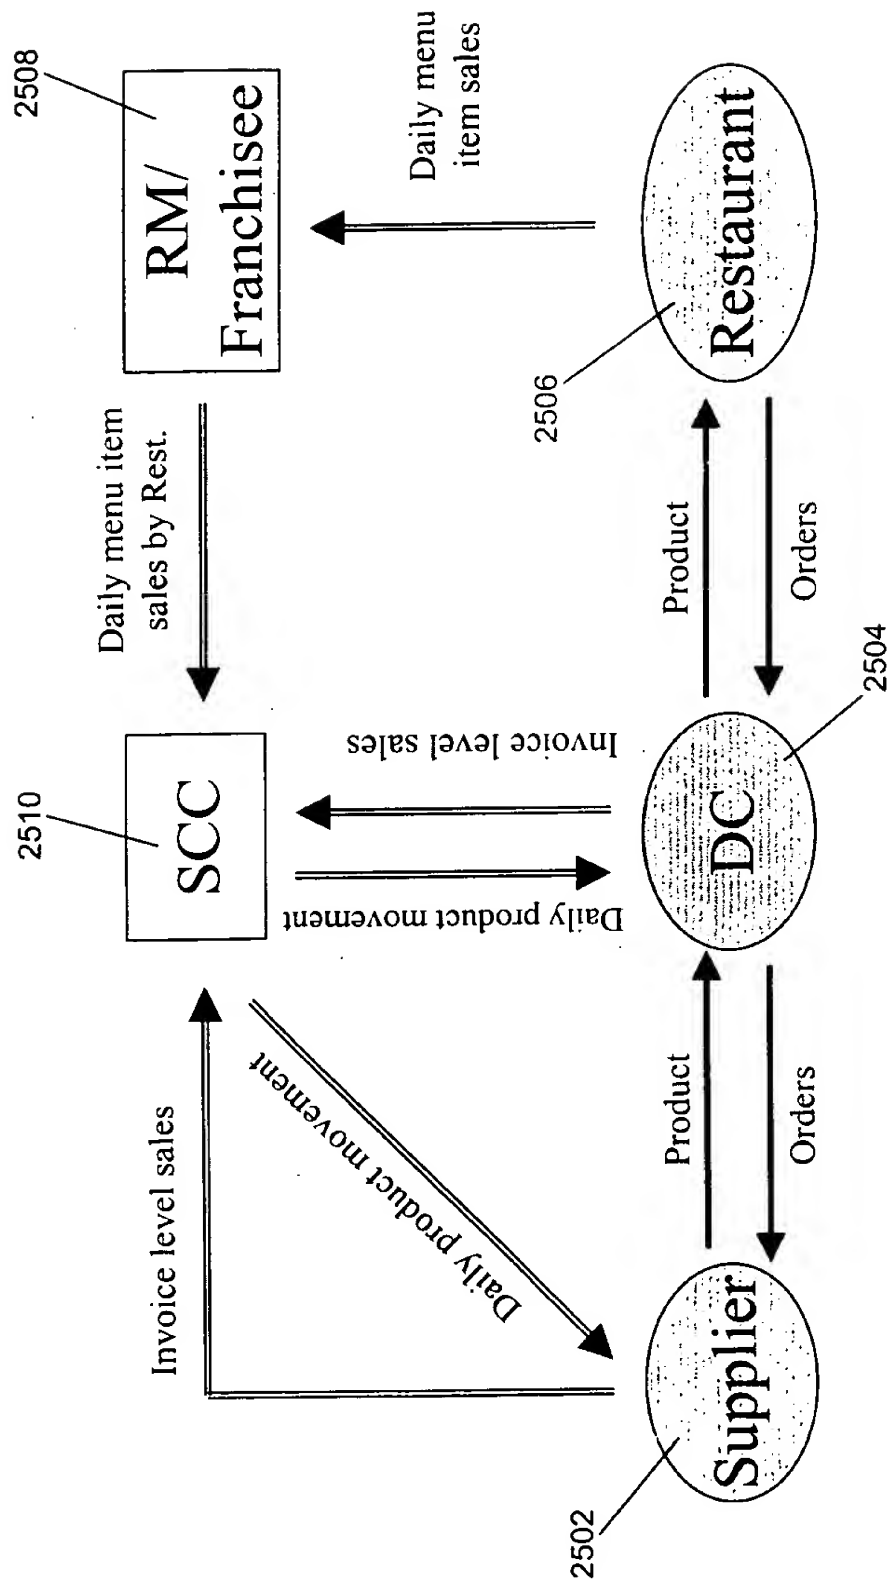 2510
2508
SCC
RM/
Franchisee
Daily menu item
sales by Rest.
Daily menu
item sales
Invoice level sales
Daily product movement
Daily product movement
Invoice level sales
2506
Product
Product
Supplier
DC
Restaurant
Orders
Orders
2502
2504